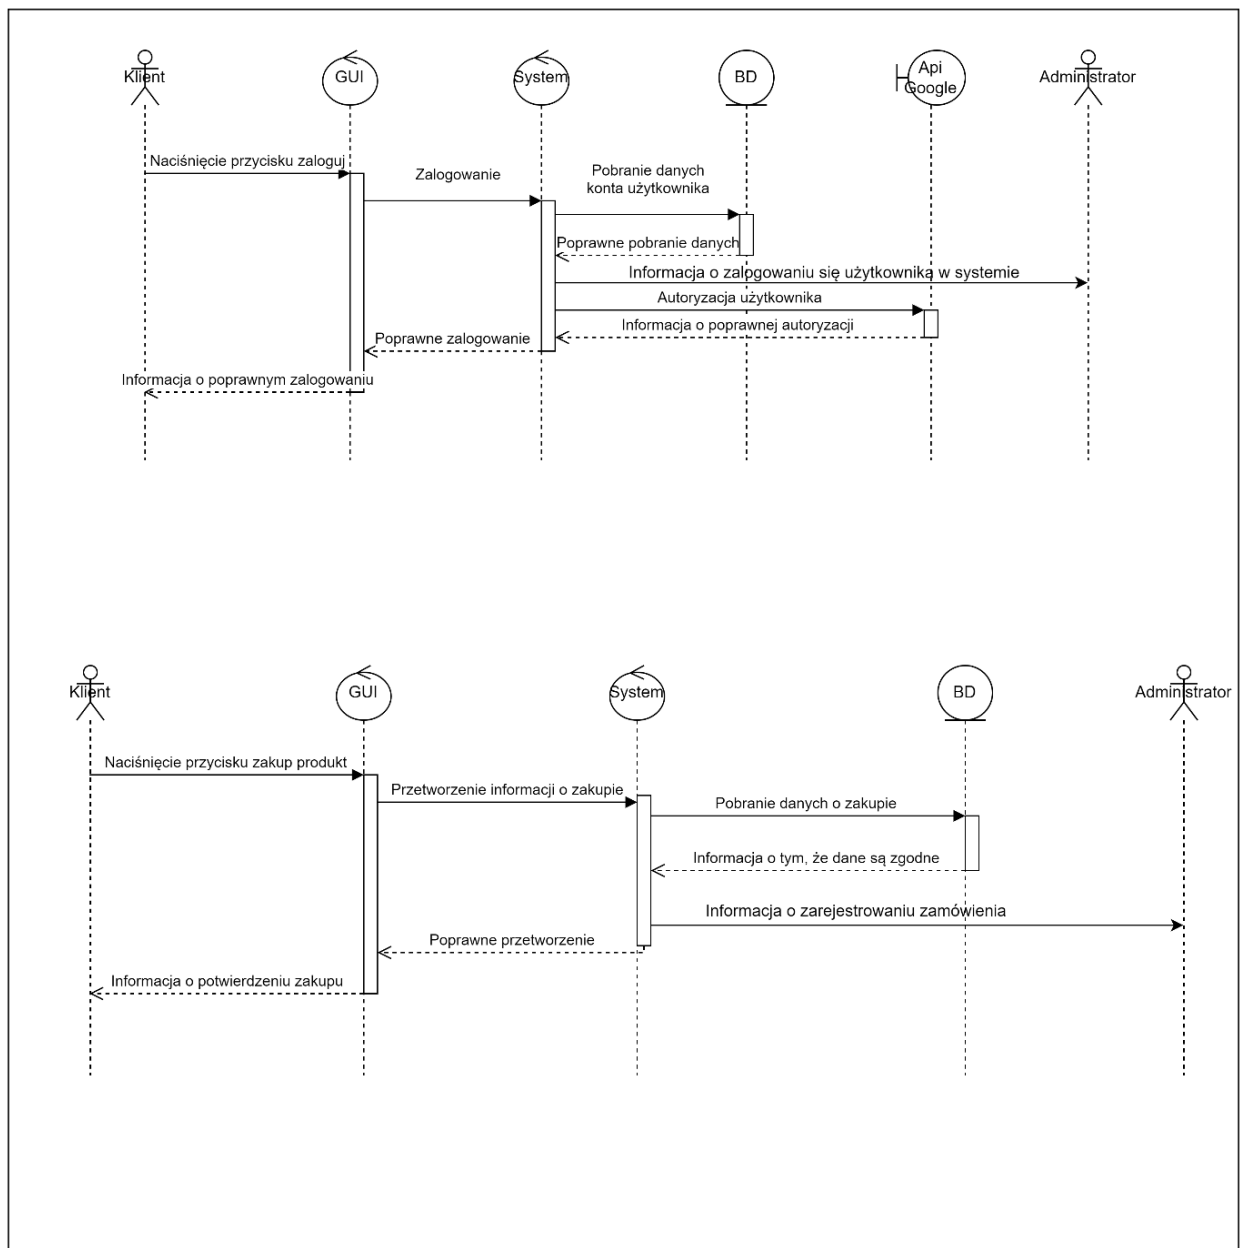 Klient
GUI
System
BD
Api
Google
Administrator
Naciśnięcie przycisku zaloguj
Zalogowanie
Pobranie danych
konta użytkownika
Poprawne pobranie danych
Informacja o zalogowaniu się użytkownika w systemie
Autoryzacja użytkownika
Informacja o poprawnej autoryzacji
Poprawne zalogowanie
Informacja o poprawnym zalogowaniu
Klient
GUI
System
BD
Administrator
Naciśnięcie przycisku zakup produkt
Przetworzenie informacji o zakupie
Pobranie danych o zakupie
Informacja o tym, że dane są zgodne
Informacja o zarejestrowaniu zamówienia
Poprawne przetworzenie
Informacja o potwierdzeniu zakupu